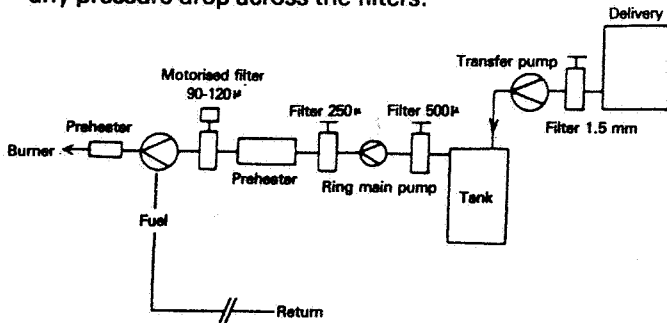 any pressure drop across the filters.
Delivery
Transfer pump
Motorised filter
90-120µ
Filter 250µ
Filter 500µ
Filter 1.5 mm
Preheater
Burner
Preheater
Ring main pump
Tank
Fuel
Return